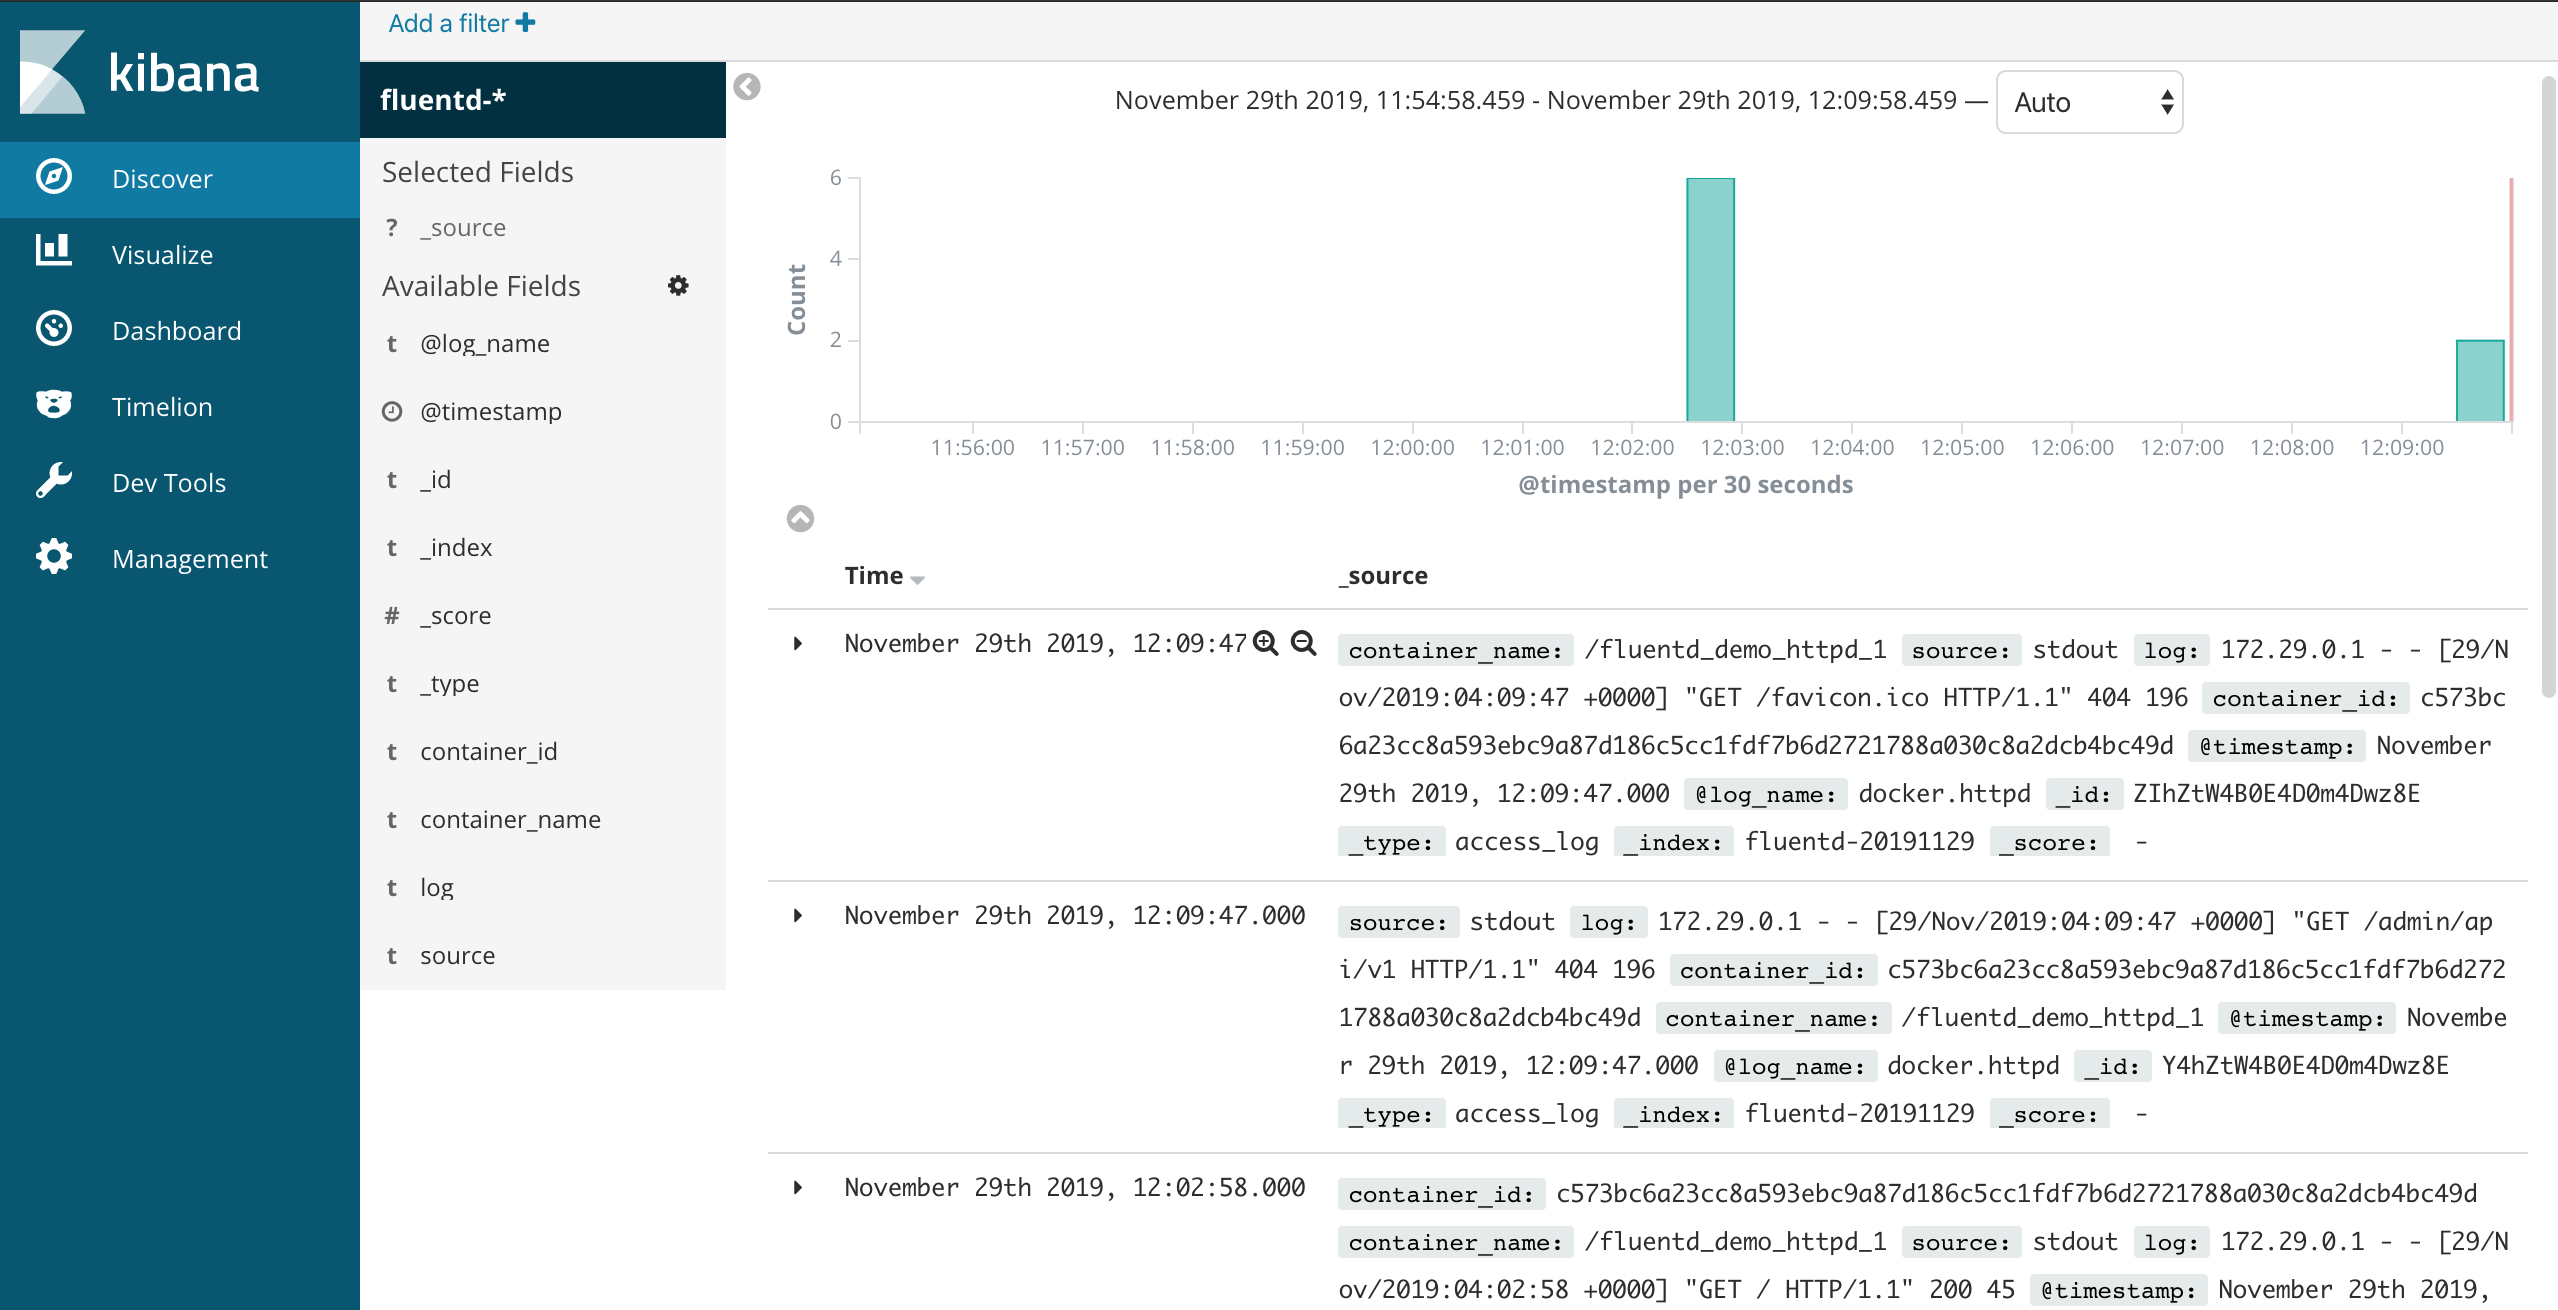 kibana
Discover
Visualize
Dashboard
Timelion
Dev Tools
Management
Add a filter +
fluentd-*
Selected Fields
? _source
Available Fields
t @log_name
@timestamp
t _id
t _index
# _score
t _type
t container_id
t container_name
t log
t source
November 29th 2019, 11:54:58.459 - November 29th 2019, 12:09:58.459 — Auto
Count
6
4
2
0
11:56:00 11:57:00 11:58:00 11:59:00 12:00:00 12:01:00 12:02:00 12:03:00 12:04:00 12:05:00 12:06:00 12:07:00 12:08:00 12:09:00
@timestamp per 30 seconds
Time _source
November 29th 2019, 12:09:47
container_name: /fluentd_demo_httpd_1 source: stdout log: 172.29.0.1 - - [29/N
ov/2019:04:09:47 +0000] "GET /favicon.ico HTTP/1.1" 404 196 container_id: c573bc
6a23cc8a593ebc9a87d186c5cc1fdf7b6d2721788a030c8a2dcb4bc49d @timestamp: November
29th 2019, 12:09:47.000 @log_name: docker.httpd _id: ZIhZtW4B0E4D0m4Dwz8E
_type: access_log _index: fluentd-20191129 _score: -
November 29th 2019, 12:09:47.000
source: stdout log: 172.29.0.1 - - [29/Nov/2019:04:09:47 +0000] "GET /admin/ap
i/v1 HTTP/1.1" 404 196 container_id: c573bc6a23cc8a593ebc9a87d186c5cc1fdf7b6d272
1788a030c8a2dcb4bc49d container_name: /fluentd_demo_httpd_1 @timestamp: Novembe
r 29th 2019, 12:09:47.000 @log_name: docker.httpd _id: Y4hZtW4B0E4D0m4Dwz8E
_type: access_log _index: fluentd-20191129 _score: -
November 29th 2019, 12:02:58.000
container_id: c573bc6a23cc8a593ebc9a87d186c5cc1fdf7b6d2721788a030c8a2dcb4bc49d
container_name: /fluentd_demo_httpd_1 source: stdout log: 172.29.0.1 - - [29/N
ov/2019:04:02:58 +0000] "GET / HTTP/1.1" 200 45 @timestamp: November 29th 2019,